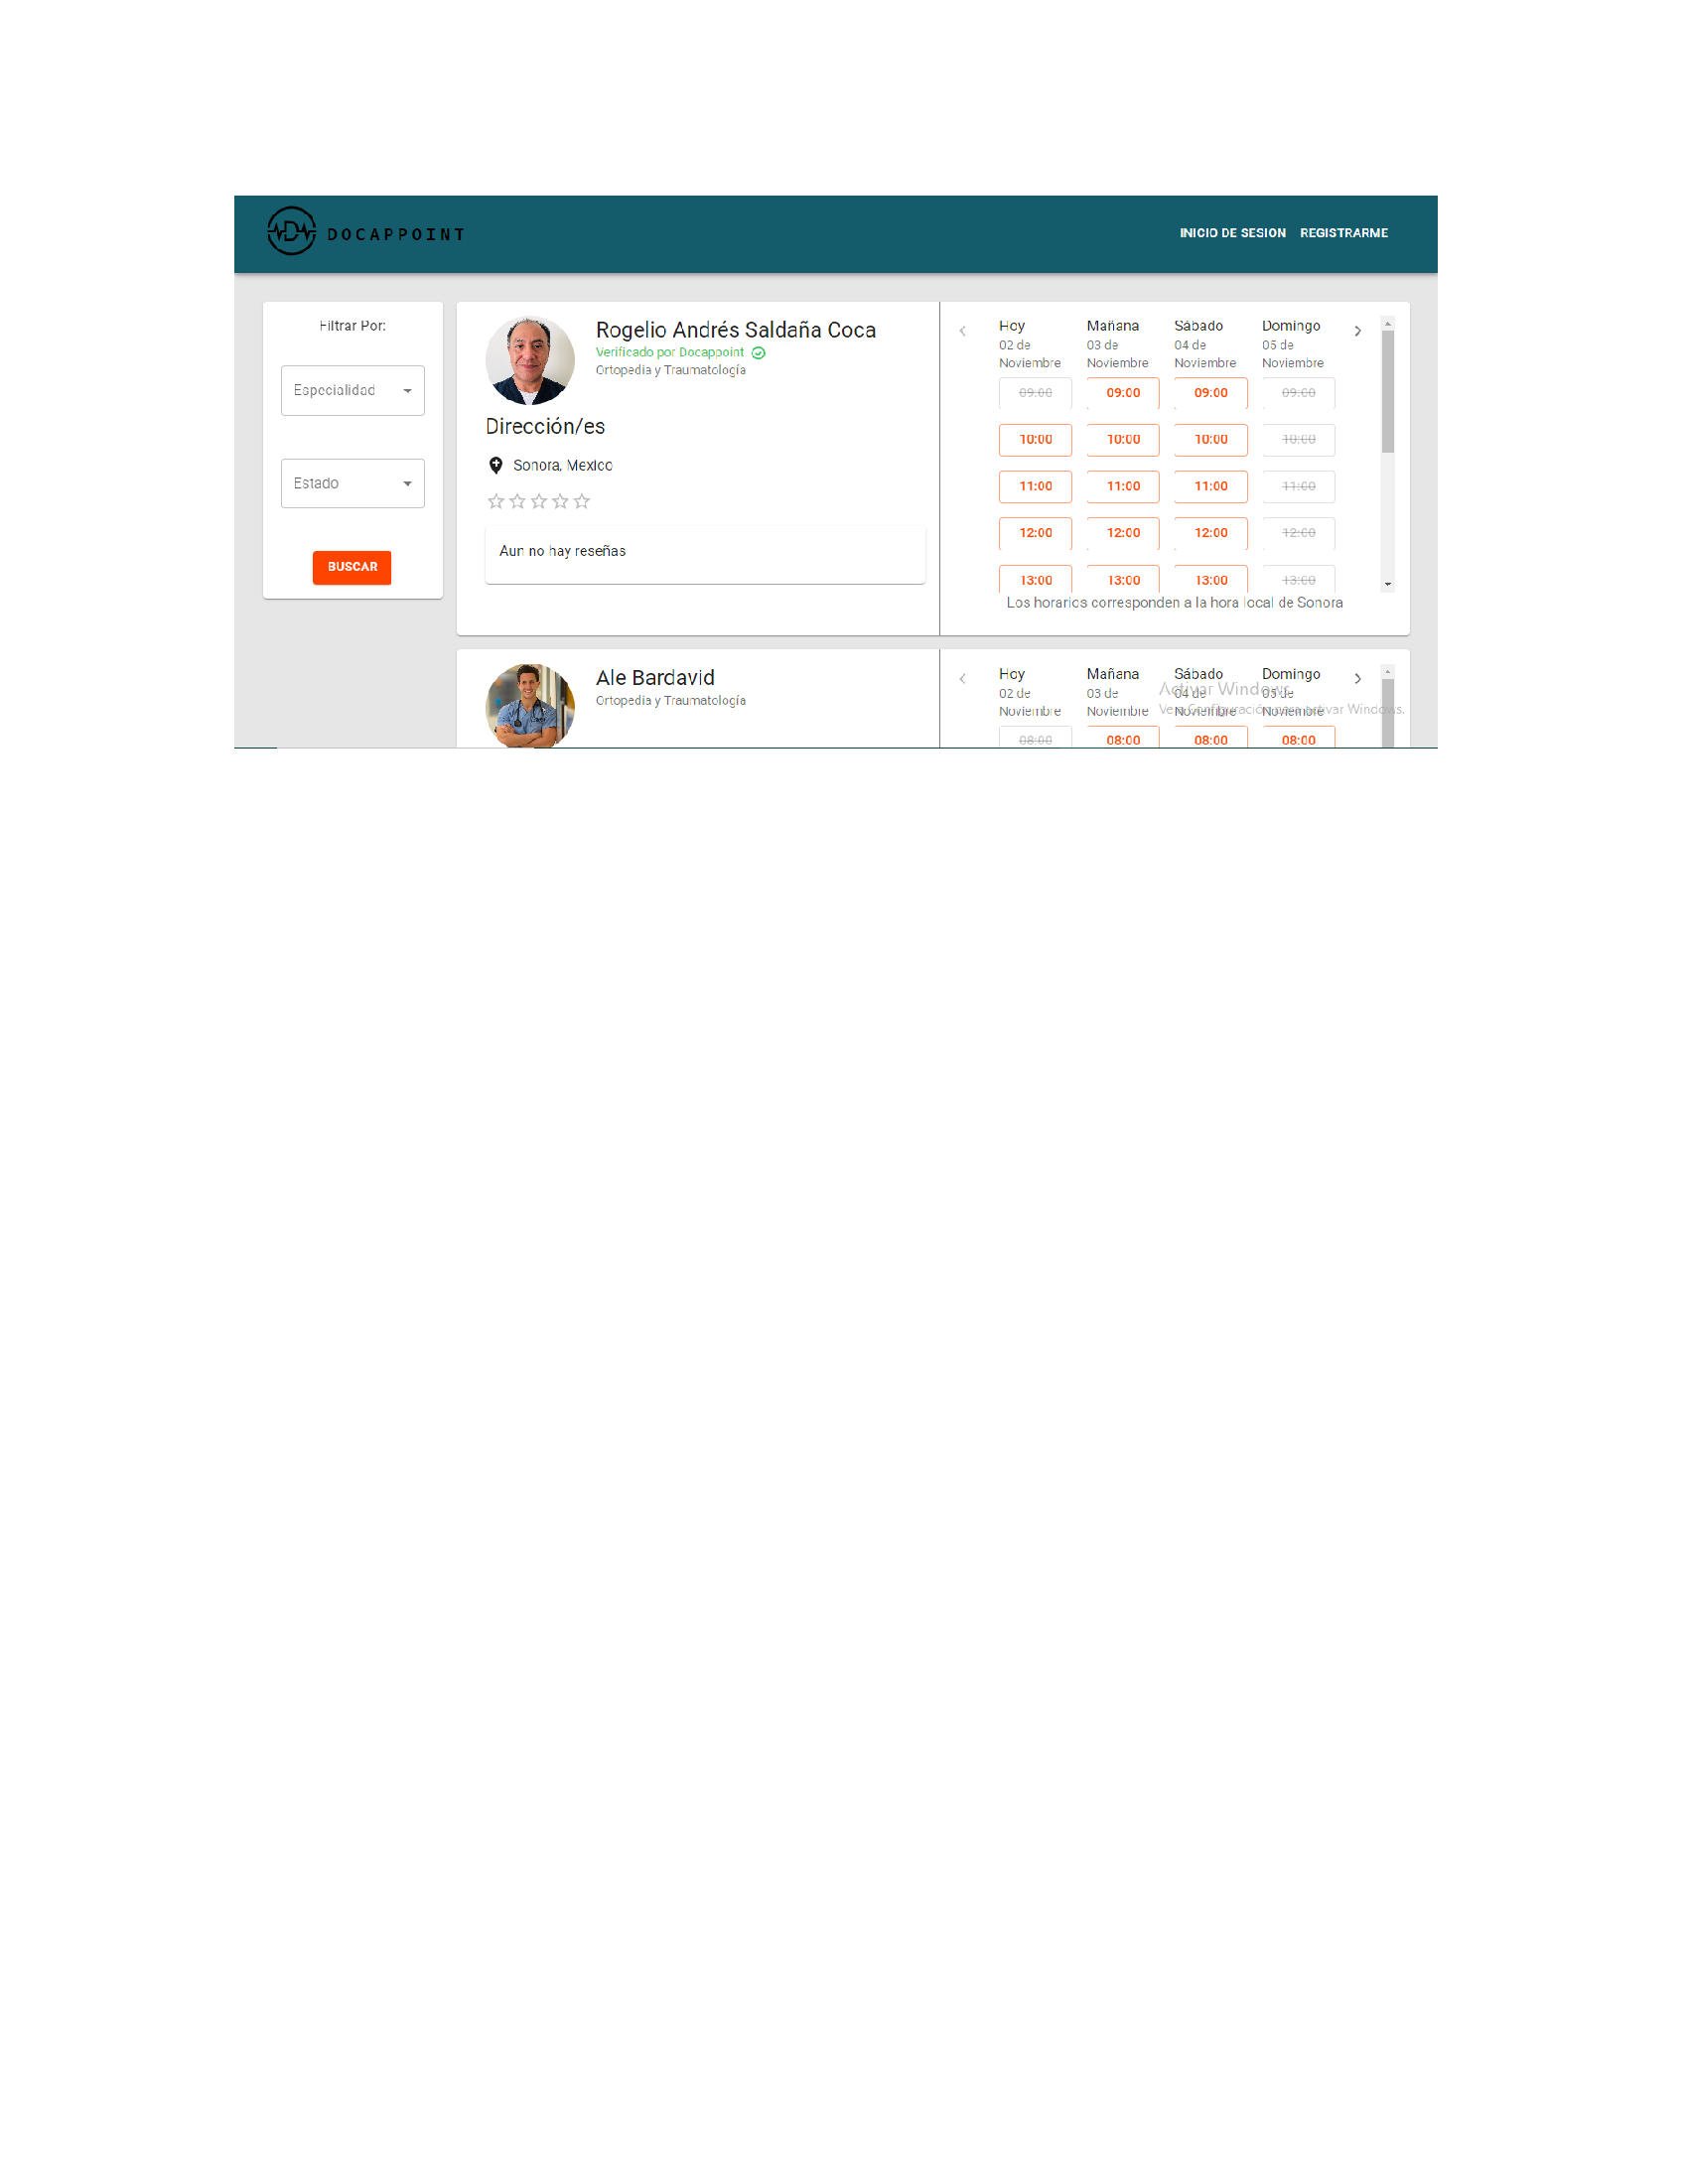 DOCAPPOINT
INICIO DE SESION REGISTRARME
Filtrar Por:
Especialidad
Estado
BUSCAR
Rogelio Andrés Saldaña Coca
Verificado por Docappoint
Ortopedia y Traumatología
Dirección/es
Sonora, Mexico
Aun no hay reseñas
Hoy Mañana Sábado Domingo
02 de 03 de 04 de 05 de
Noviembre Noviembre Noviembre Noviembre
09:00 09:00 09:00 09:00
10:00 10:00 10:00 10:00
11:00 11:00 11:00 11:00
12:00 12:00 12:00 12:00
13:00 13:00 13:00 13:00
Los horarios corresponden a la hora local de Sonora
Ale Bardavid
Ortopedia y Traumatología
Hoy Mañana Sábado Domingo
02 de 03 de 04 de 05 de
Noviembre Noviembre Noviembre Noviembre
08:00 08:00 08:00 08:00
Activar Windows
Ve a Configuración para activar Windows.